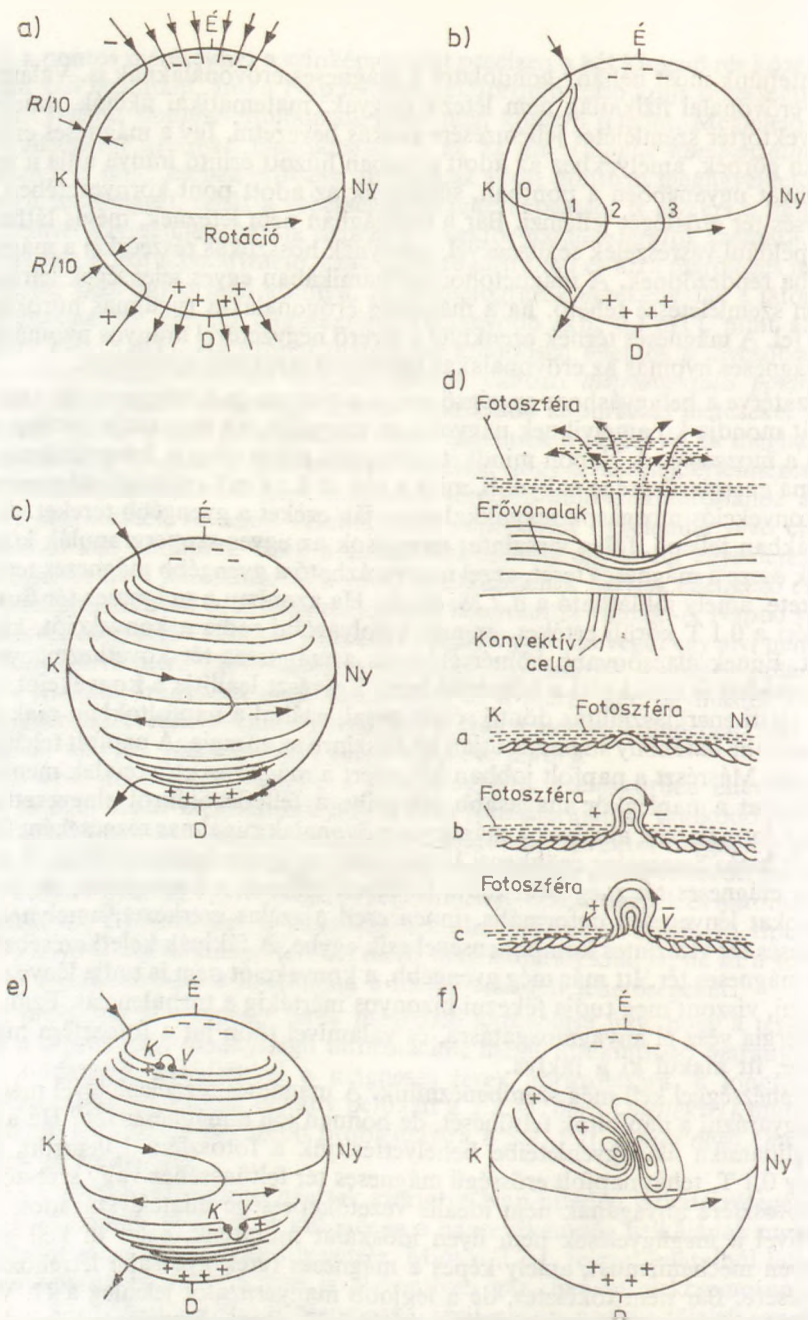 a)
É
− − −
R/10
K
Ny
Rotáció
R/10
+ + + + +
D
b)
É
− − −
K
0
1
2
3
Ny
+ + + + +
D
c)
É
− − −
K
Ny
+ + + + +
D
d)
Fotoszféra
Erővonalak
Konvektív
cella
K
Fotoszféra
Ny
a
Fotoszféra
+
−
b
Fotoszféra
K
+
−
V
c
e)
É
− − −
K
V
+
−
K
Ny
K
V
−
+
+ + + + +
D
f)
É
− −
+
+
−
−
K
Ny
+ + + + +
D